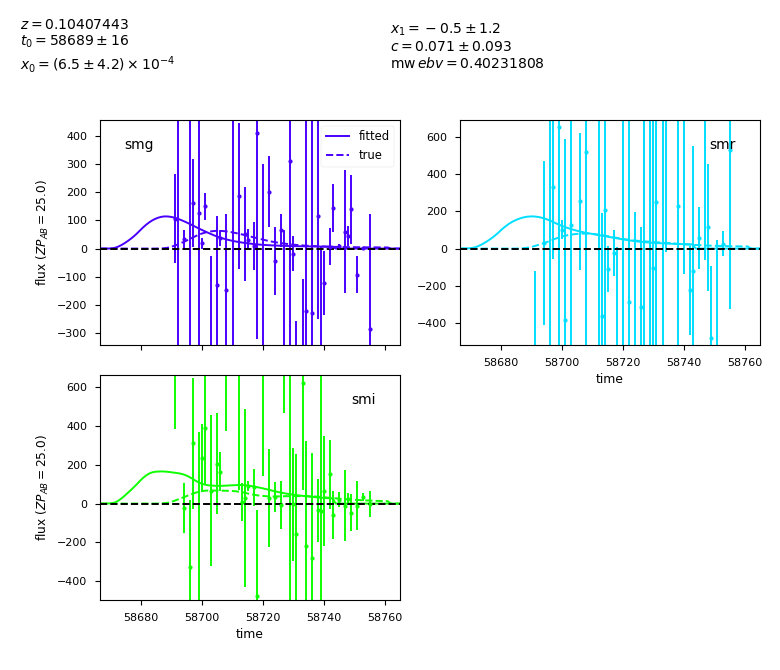 z = 0.10407443
t₀ = 58689 ± 16
x₀ = (6.5 ± 4.2) × 10⁻⁴
x₁ = −0.5 ± 1.2
c = 0.071 ± 0.093
mw ebv = 0.40231808
smg
fitted
true
400
300
200
100
0
−100
−200
−300
flux (ZP_AB = 25.0)
smr
600
400
200
0
−200
−400
58680 58700 58720 58740 58760
time
smi
600
400
200
0
−200
−400
flux (ZP_AB = 25.0)
58680 58700 58720 58740 58760
time